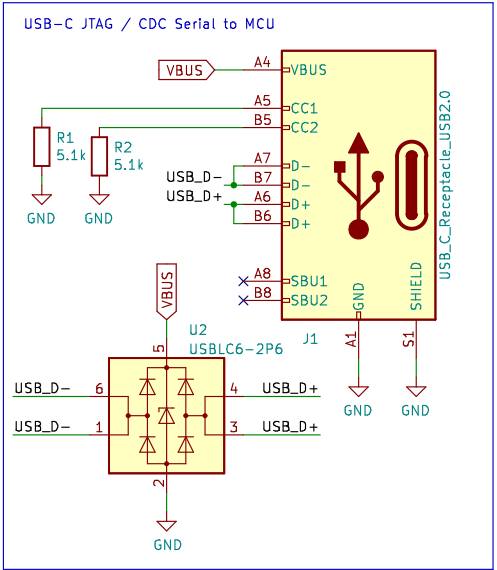 USB-C JTAG / CDC Serial to MCU
VBUS
A4
VBUS
A5
CC1
B5
CC2
R1
5.1k
R2
5.1k
GND
GND
A7
D-
USB_D-
B7
D-
USB_D+
A6
D+
B6
D+
USB_C_Receptacle_USB2.0
A8
SBU1
B8
SBU2
GND
SHIELD
J1
A1
S1
GND
GND
VBUS
U2
USBLC6-2P6
5
USB_D-
6
4
USB_D+
USB_D-
1
3
USB_D+
2
GND